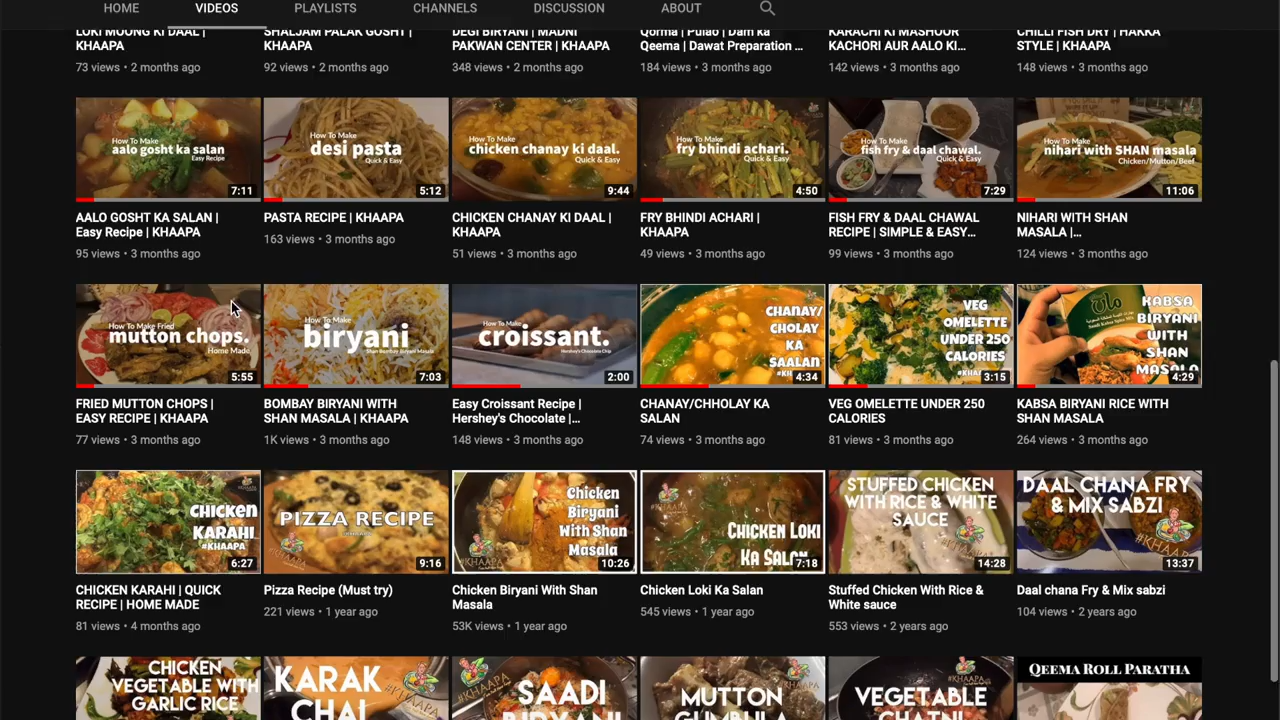 HOME VIDEOS PLAYLISTS CHANNELS DISCUSSION ABOUT
LOKI MOONG KI DAAL |
KHAAPA
73 views • 2 months ago
SHALJAM PALAK GOSHT |
KHAAPA
92 views • 2 months ago
DEGI BIRYANI | MADNI
PAKWAN CENTER | KHAAPA
348 views • 2 months ago
Qorma | Pulao | Dam ka
Qeema | Dawat Preparation ...
184 views • 3 months ago
KARACHI KI MASHOUR
KACHORI AUR AALO KI...
142 views • 3 months ago
CHILLI FISH DRY | HAKKA
STYLE | KHAAPA
148 views • 3 months ago
How To Make
aalo gosht ka salan
Easy Recipe
7:11
AALO GOSHT KA SALAN |
Easy Recipe | KHAAPA
95 views • 3 months ago
How To Make
desi pasta
Quick & Easy
5:12
PASTA RECIPE | KHAAPA
163 views • 3 months ago
How To Make
chicken chanay ki daal.
Quick & Easy
9:44
CHICKEN CHANAY KI DAAL |
KHAAPA
51 views • 3 months ago
How To Make
fry bhindi achari.
Quick & Easy
4:50
FRY BHINDI ACHARI |
KHAAPA
49 views • 3 months ago
How To Make
fish fry & daal chawal.
Quick & Easy
7:29
FISH FRY & DAAL CHAWAL
RECIPE | SIMPLE & EASY...
99 views • 3 months ago
How To Make
nihari with SHAN masala
Chicken/Mutton/Beef
11:06
NIHARI WITH SHAN
MASALA |...
124 views • 3 months ago
How To Make Fried
mutton chops.
Home Made
5:55
FRIED MUTTON CHOPS |
EASY RECIPE | KHAAPA
77 views • 3 months ago
How To Make
biryani
Shan Bombay Biryani Masala
7:03
BOMBAY BIRYANI WITH
SHAN MASALA | KHAAPA
1K views • 3 months ago
How To Make
croissant.
Hershey's Chocolate Chip
2:00
Easy Croissant Recipe |
Hershey's Chocolate |...
148 views • 3 months ago
CHANAY/
CHOLAY
KA
SAALAN
4:34
CHANAY/CHHOLAY KA
SALAN
74 views • 3 months ago
VEG
OMELETTE
UNDER 250
CALORIES
3:15
VEG OMELETTE UNDER 250
CALORIES
81 views • 3 months ago
KABSA
BIRYANI
WITH
SHAN
MASALA
4:29
KABSA BIRYANI RICE WITH
SHAN MASALA
264 views • 3 months ago
CHICKEN
KARAHI
#KHAAPA
6:27
CHICKEN KARAHI | QUICK
RECIPE | HOME MADE
81 views • 4 months ago
PIZZA RECIPE
#KHAAPA
9:16
Pizza Recipe (Must try)
221 views • 1 year ago
Chicken
Biryani
With Shan
Masala
#KHAAPA
10:26
Chicken Biryani With Shan
Masala
53K views • 1 year ago
Chicken Loki
Ka Salan
#KHAAPA
7:18
Chicken Loki Ka Salan
545 views • 1 year ago
STUFFED CHICKEN
WITH RICE & WHITE
SAUCE
#KHAAPA
14:28
Stuffed Chicken With Rice &
White sauce
553 views • 2 years ago
DAAL CHANA FRY
& MIX SABZI
#KHAAPA
13:37
Daal chana Fry & Mix sabzi
104 views • 2 years ago
CHICKEN
VEGETABLE WITH
GARLIC RICE
KARAK
CHAI
#KHAAPA
SAADI
BIRYANI
#KHAAPA
MUTTON
GUMBULA
VEGETABLE
CHATNI
QEEMA ROLL PARATHA